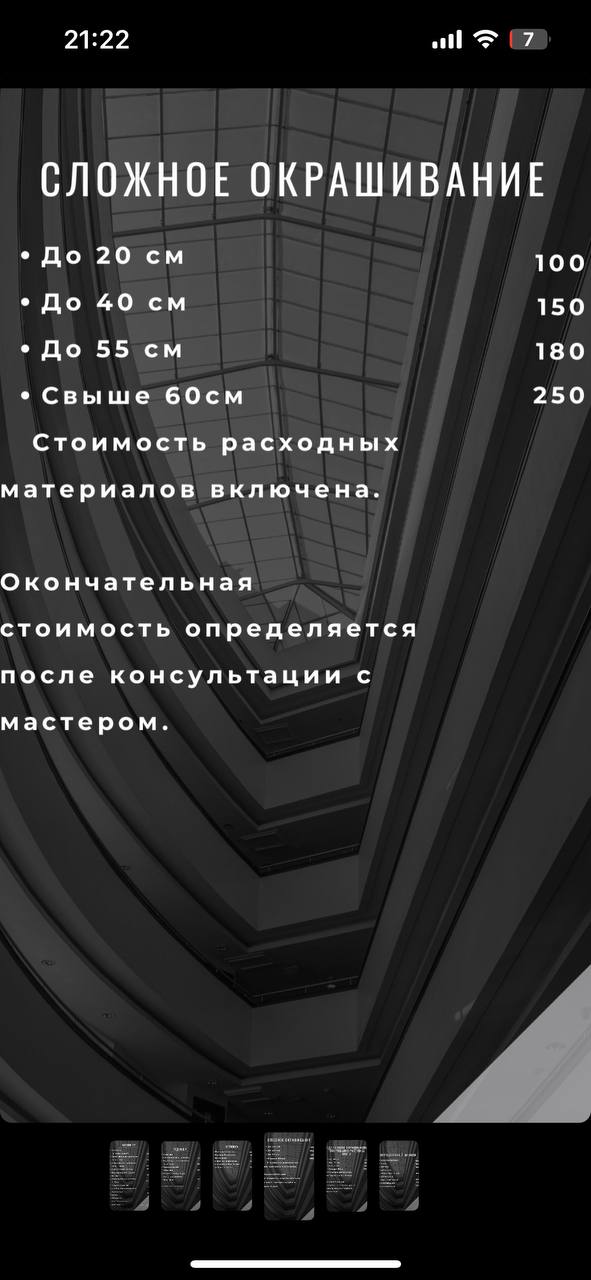 21:22
7
СЛОЖНОЕ ОКРАШИВАНИЕ
• До 20 см 100
• До 40 см 150
• До 55 см 180
• Свыше 60см 250
Стоимость расходных
материалов включена.
Окончательная
стоимость определяется
после консультации с
мастером.